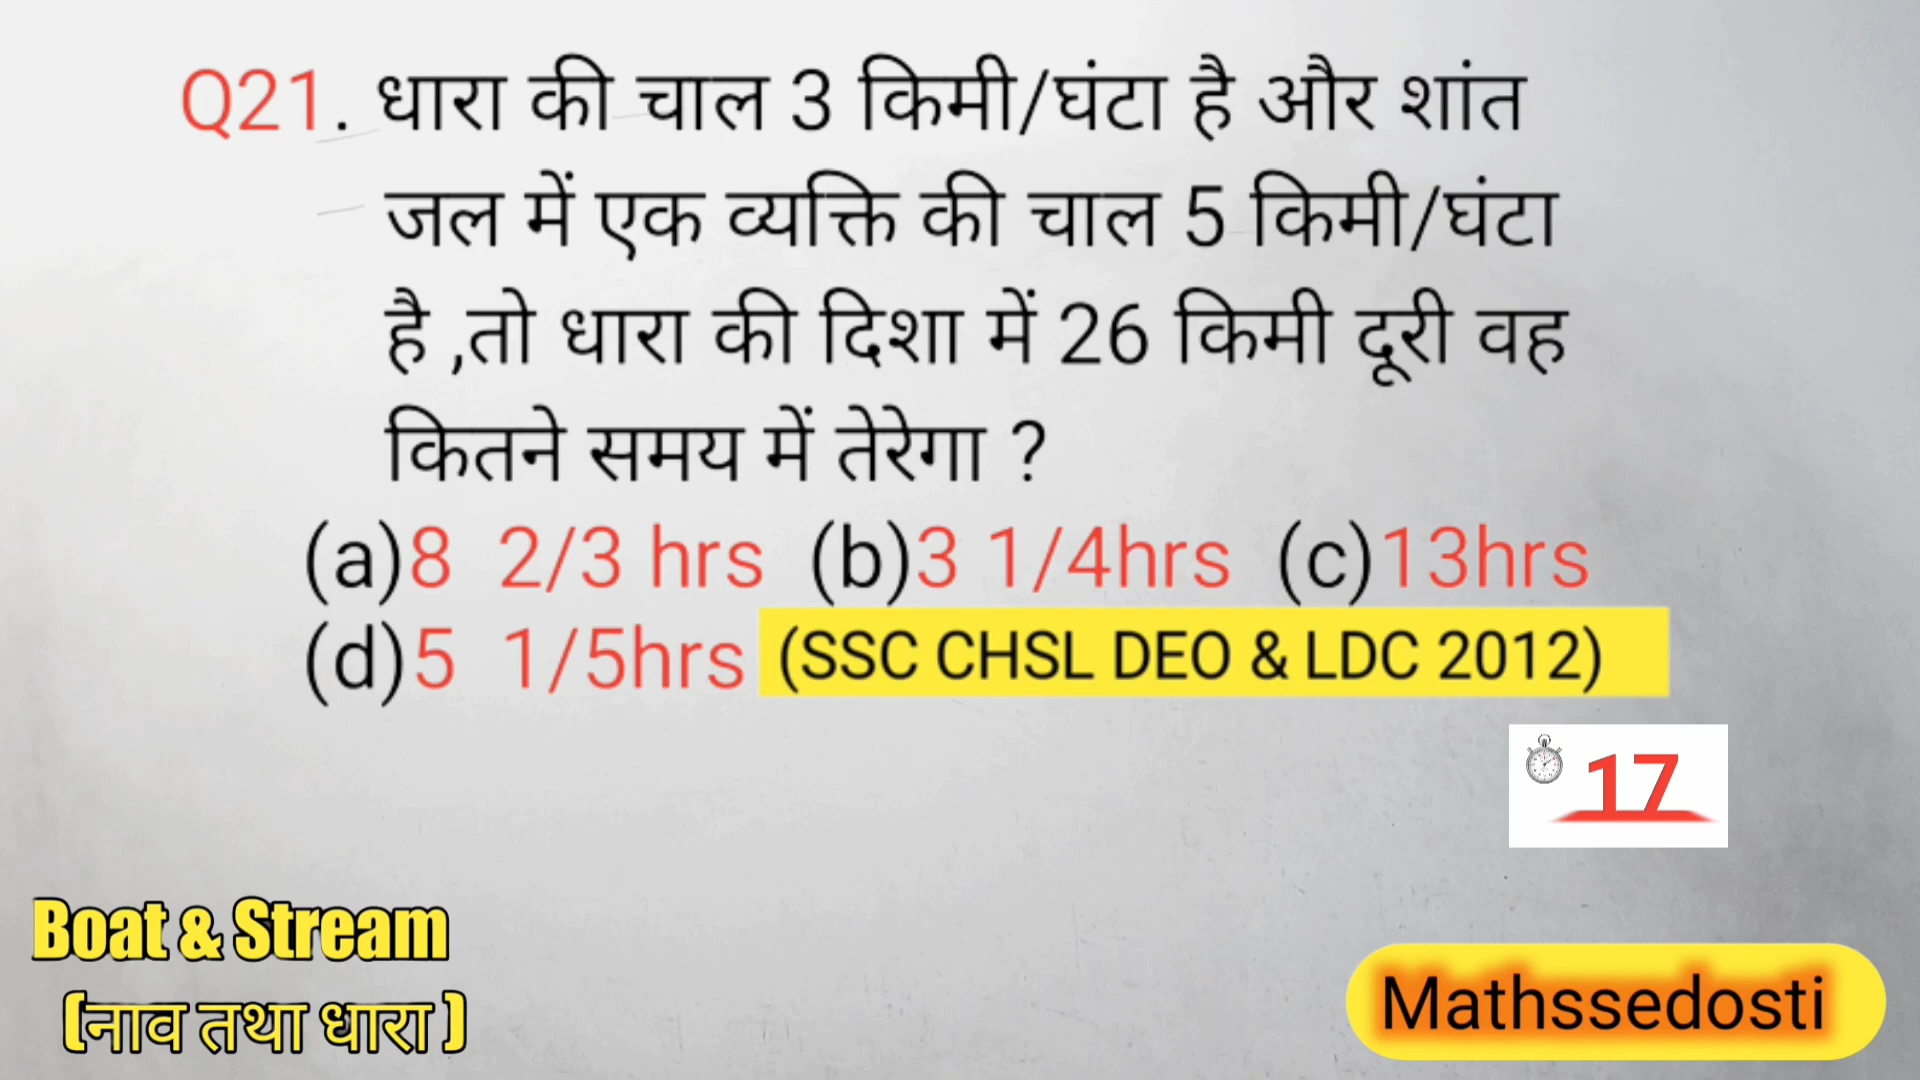 Q21. धारा की चाल 3 किमी/घंटा है और शांत
जल में एक व्यक्ति की चाल 5 किमी/घंटा
है ,तो धारा की दिशा में 26 किमी दूरी वह
कितने समय में तेरेगा ?
(a)8 2/3 hrs (b)3 1/4hrs (c)13hrs
(d)5 1/5hrs (SSC CHSL DEO & LDC 2012)
17
Boat & Stream
(नाव तथा धारा )
Mathssedosti